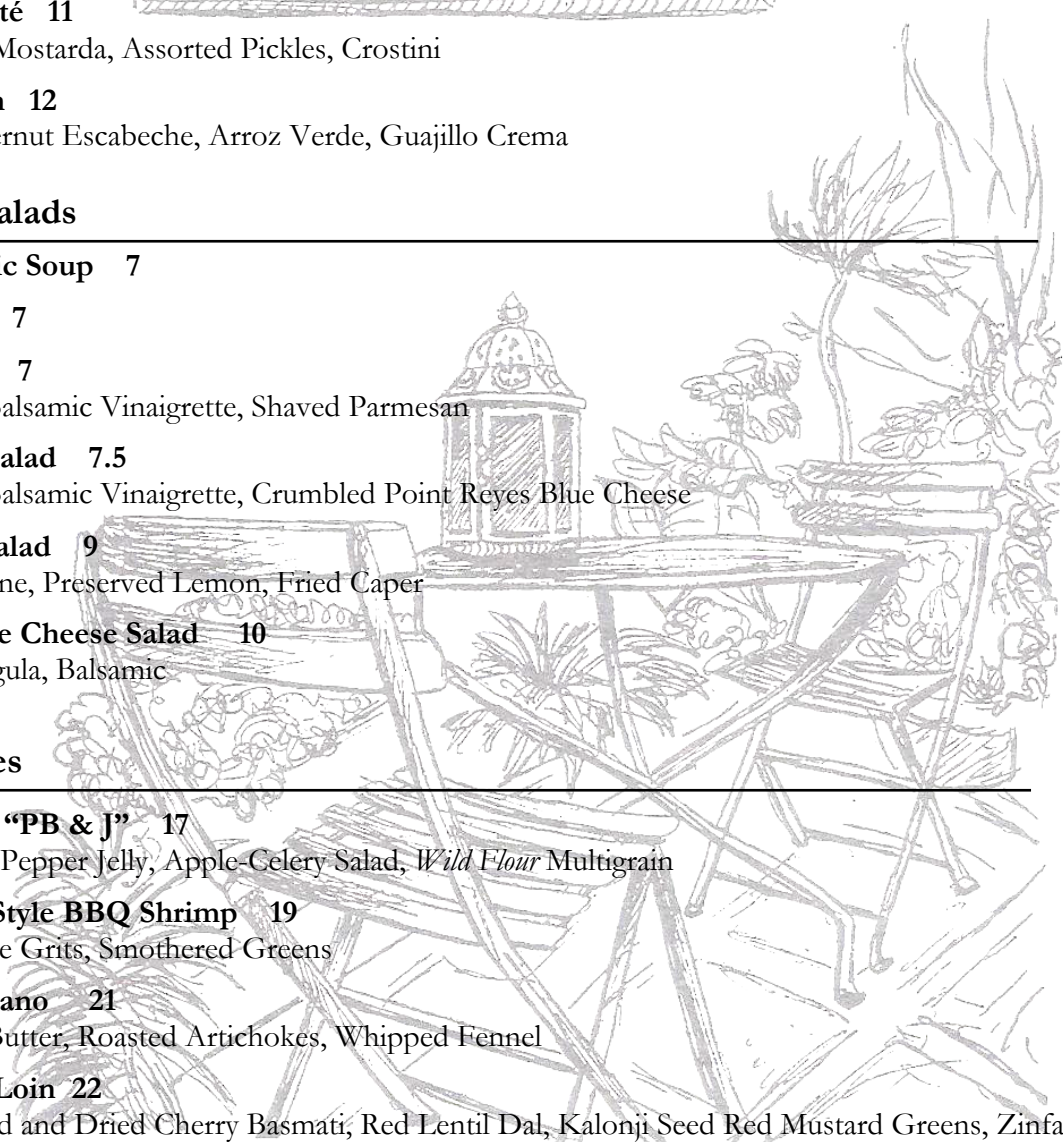 té 11
Mostarda, Assorted Pickles, Crostini
n 12
ernut Escabeche, Arroz Verde, Guajillo Crema
alads
ic Soup 7
7
7
Balsamic Vinaigrette, Shaved Parmesan
alad 7.5
Balsamic Vinaigrette, Crumbled Point Reyes Blue Cheese
alad 9
ne, Preserved Lemon, Fried Caper
e Cheese Salad 10
gula, Balsamic
es
“PB & J” 17
Pepper Jelly, Apple-Celery Salad, Wild Flour Multigrain
Style BBQ Shrimp 19
e Grits, Smothered Greens
ano 21
Butter, Roasted Artichokes, Whipped Fennel
Loin 22
d and Dried Cherry Basmati, Red Lentil Dal, Kalonji Seed Red Mustard Greens, Zinfa